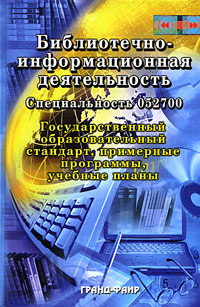 Библиотечно-
информационная
деятельность
Специальность 052700
Государственный
образовательный
стандарт, примерные
программы,
учебные планы
ГРАНД-ФАИР